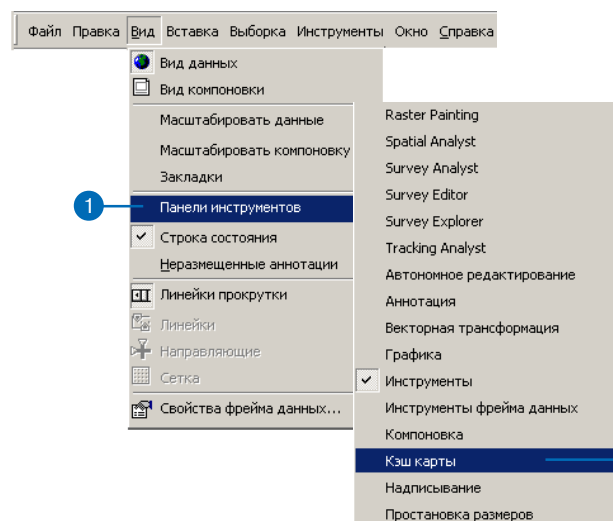 Файл Правка Вид Вставка Выборка Инструменты Окно Справка
Вид данных
Вид компоновки
Масштабировать данные
Масштабировать компоновку
Закладки
1 Панели инструментов
Строка состояния
Неразмещенные аннотации
Линейки прокрутки
Линейки
Направляющие
Сетка
Свойства фрейма данных...
Raster Painting
Spatial Analyst
Survey Analyst
Survey Editor
Survey Explorer
Tracking Analyst
Автономное редактирование
Аннотация
Векторная трансформация
Графика
Инструменты
Инструменты фрейма данных
Компоновка
Кэш карты
Надписывание
Простановка размеров